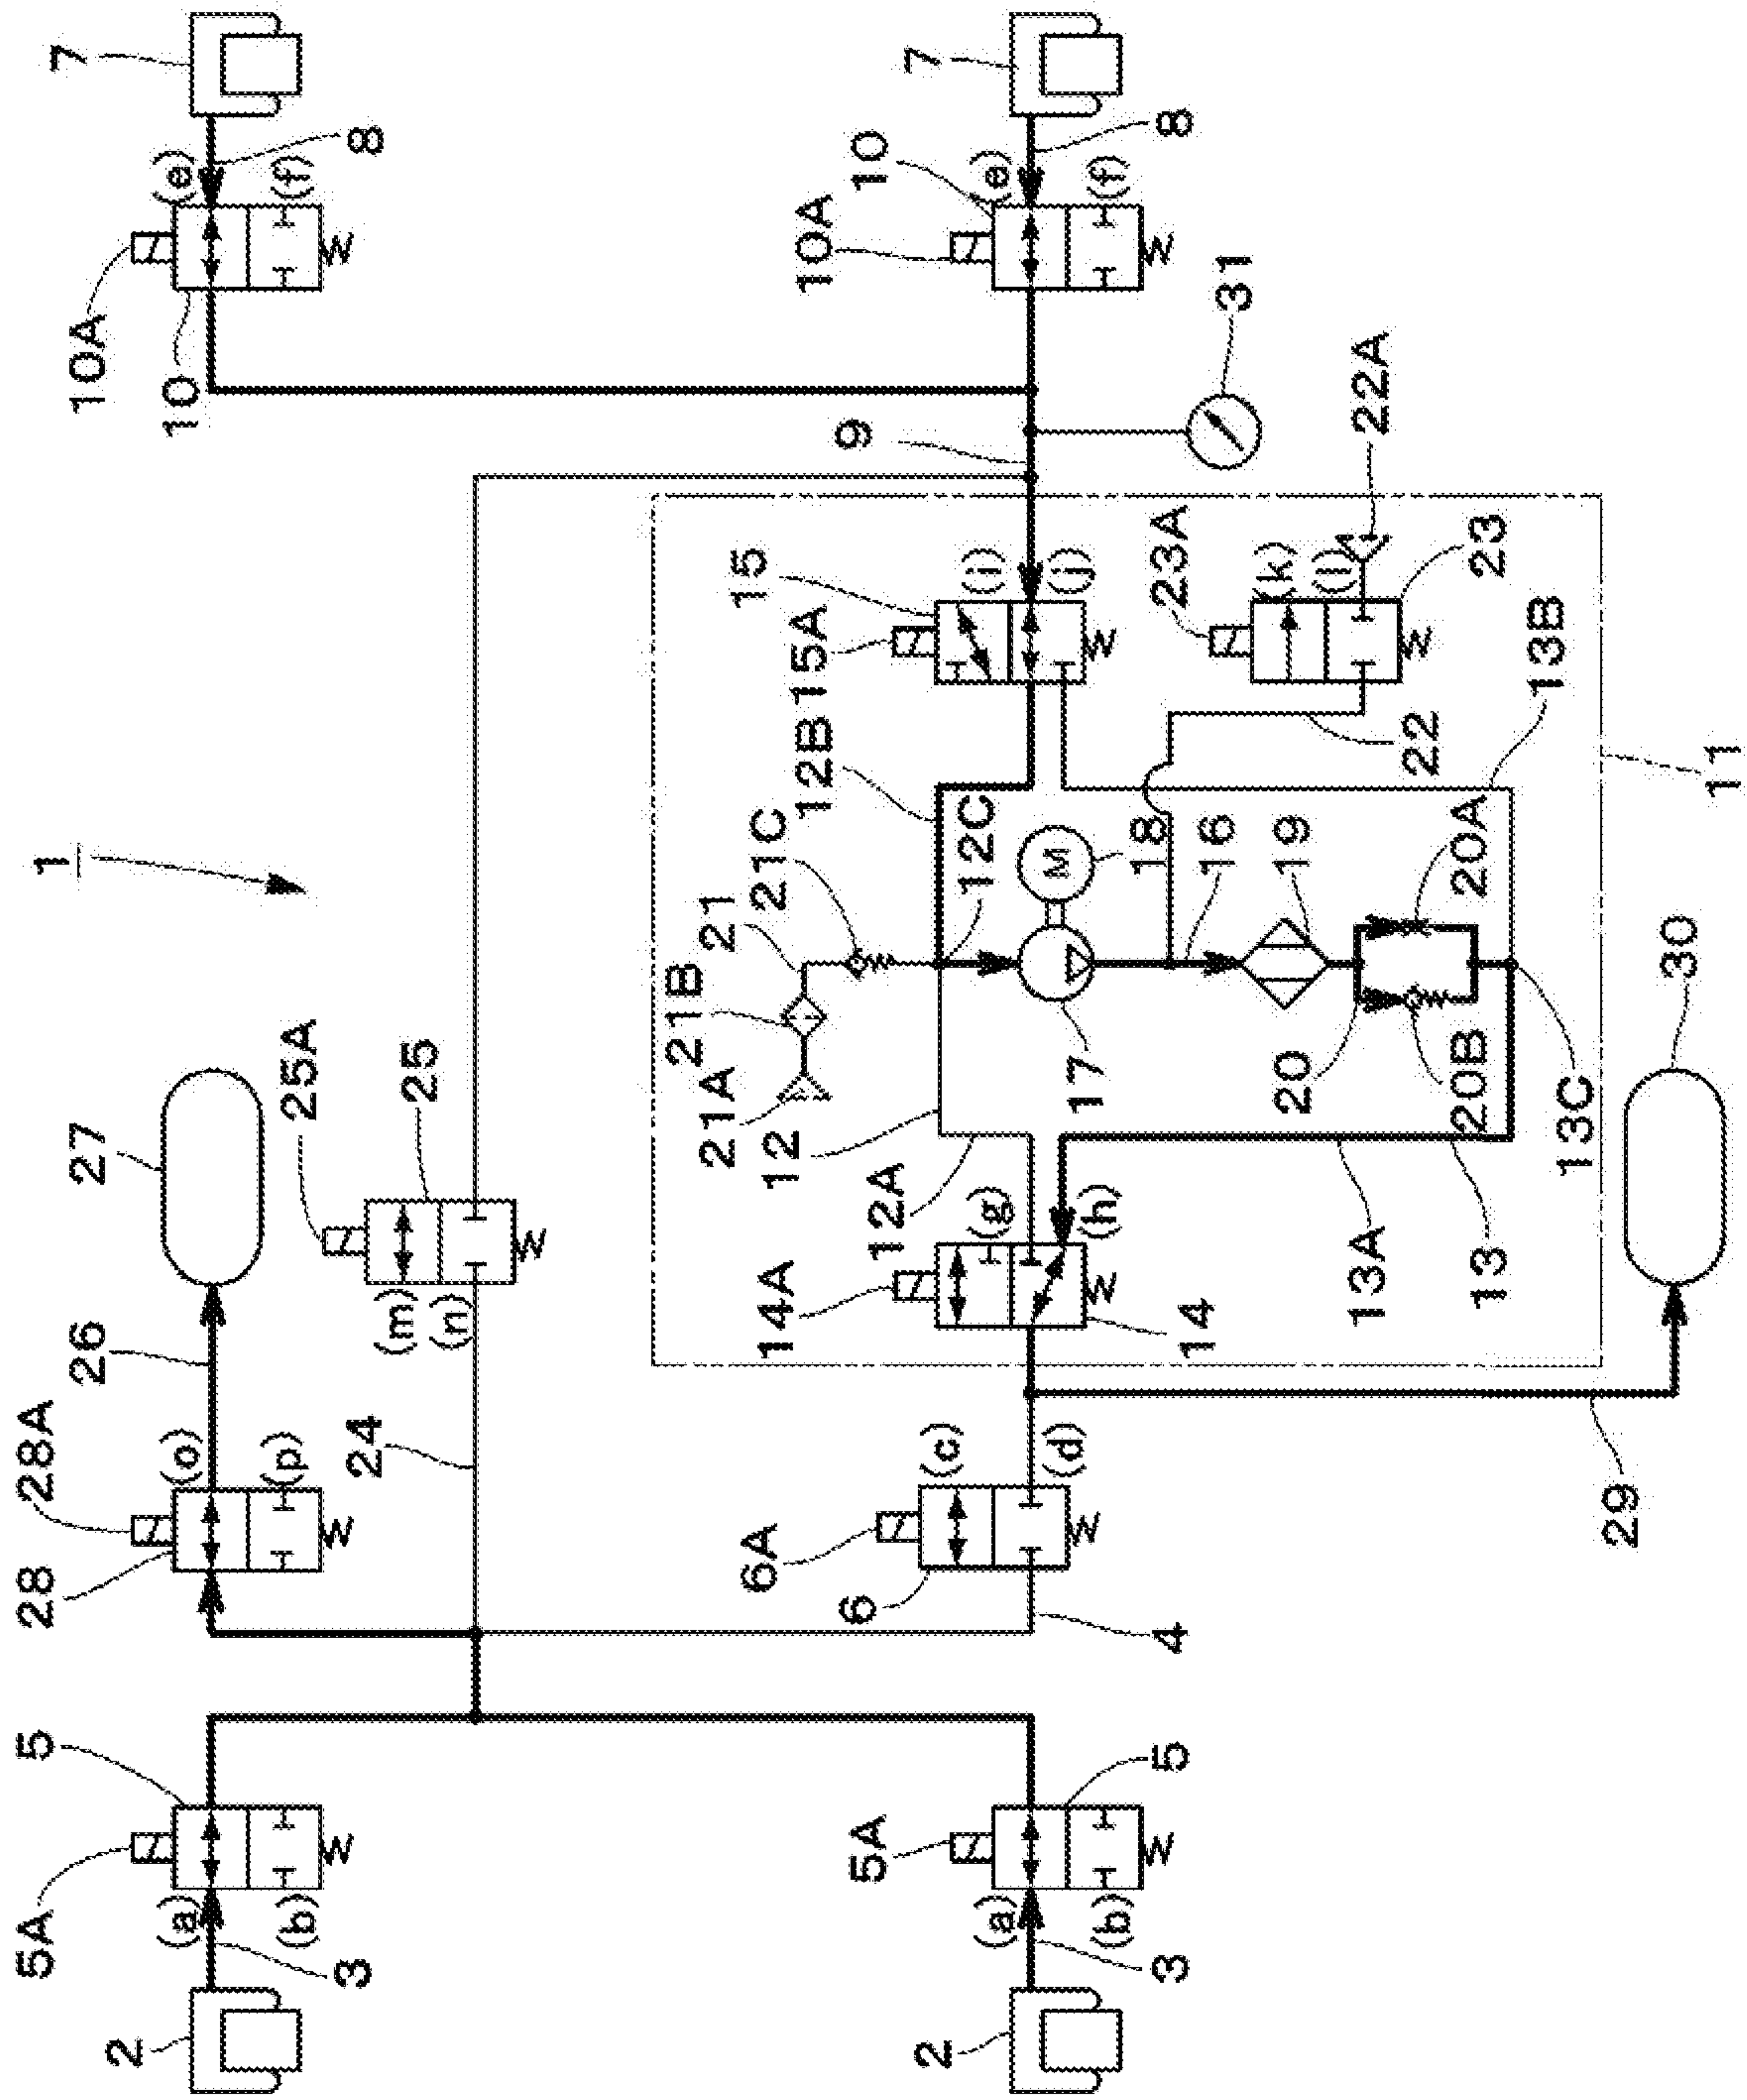 1
7
8
(e)
(f)
10A
10
7
8
(e)
(f)
10A
10
31
9
22A
23A
(k)
(l)
23
15
15A
(i)
(j)
12B
12C
13B
22
11
21C
21
21B
21A
M
18
16
19
20A
17
20
20B
13C
12
12A
13A
13
14A
14
(g)
(h)
30
29
27
26
25A
25
(m)
(n)
24
28A
28
(o)
(p)
6A
6
(c)
(d)
4
5
5A
(a)
(b)
3
2
5
5A
(a)
(b)
3
2